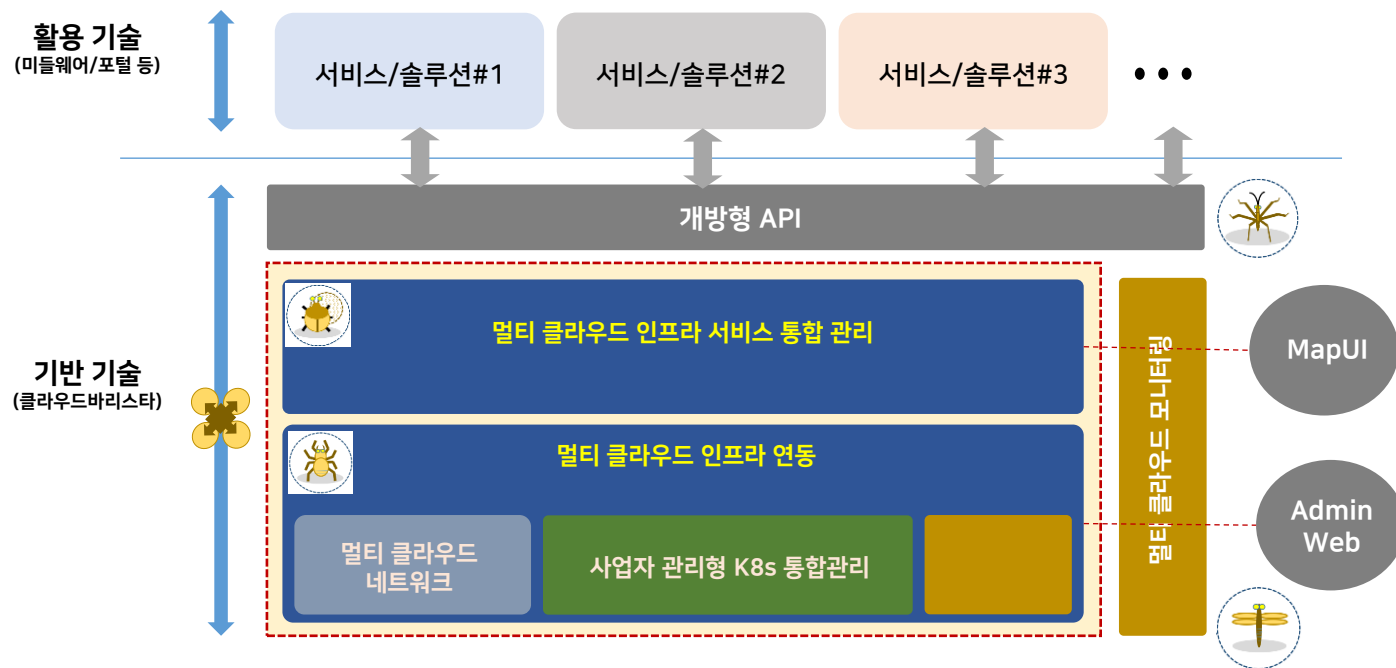 활용 기술
(미들웨어/포털 등)
서비스/솔루션#1
서비스/솔루션#2
서비스/솔루션#3
• • •
개방형 API
기반 기술
(클라우드바리스타)
멀티 클라우드 인프라 서비스 통합 관리
멀티 클라우드 인프라 연동
멀티 클라우드
네트워크
사업자 관리형 K8s 통합관리
멀티 클라우드 모니터링
MapUI
Admin
Web